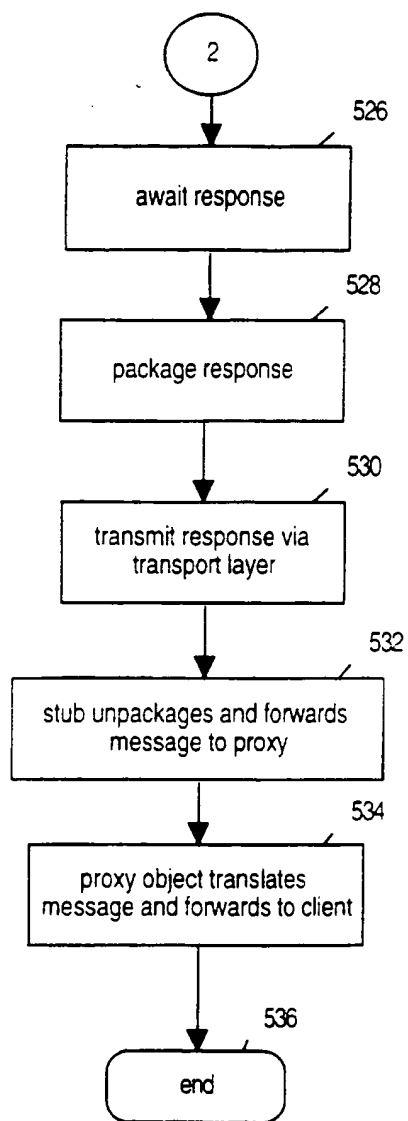 2
526
await response
528
package response
530
transmit response via
transport layer
532
stub unpackages and forwards
message to proxy
534
proxy object translates
message and forwards to client
536
end